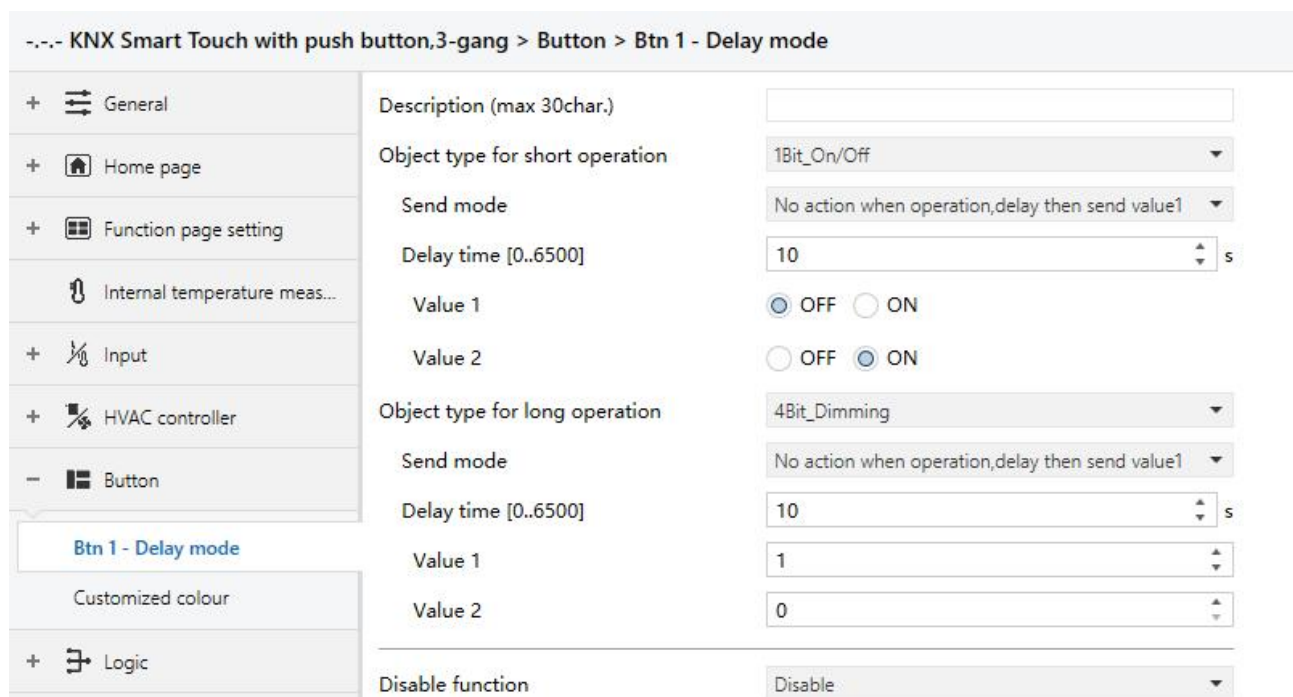 -.-.- KNX Smart Touch with push button,3-gang > Button > Btn 1 - Delay mode
+ General
+ Home page
+ Function page setting
Internal temperature meas...
+ Input
+ HVAC controller
- Button
Btn 1 - Delay mode
Customized colour
+ Logic
Description (max 30char.)
Object type for short operation 1Bit_On/Off
Send mode No action when operation,delay then send value1
Delay time [0..6500] 10 s
Value 1 OFF ON
Value 2 OFF ON
Object type for long operation 4Bit_Dimming
Send mode No action when operation,delay then send value1
Delay time [0..6500] 10 s
Value 1 1
Value 2 0
Disable function Disable